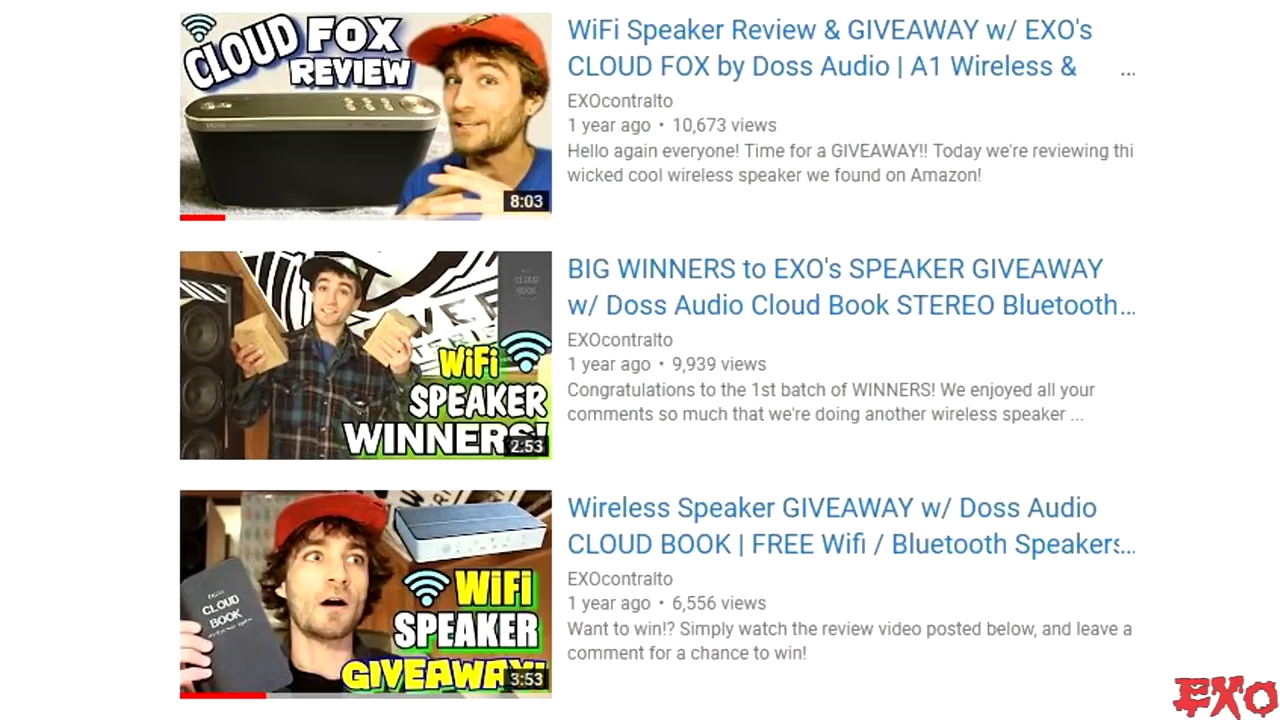 CLOUD FOX
REVIEW
8:03
WiFi Speaker Review & GIVEAWAY w/ EXO's
CLOUD FOX by Doss Audio | A1 Wireless & ...
EXOcontralto
1 year ago • 10,673 views
Hello again everyone! Time for a GIVEAWAY!! Today we're reviewing thi
wicked cool wireless speaker we found on Amazon!
CLOUD
BOOK
WiFi
SPEAKER
WINNERS!
2:53
BIG WINNERS to EXO's SPEAKER GIVEAWAY
w/ Doss Audio Cloud Book STEREO Bluetooth...
EXOcontralto
1 year ago • 9,939 views
Congratulations to the 1st batch of WINNERS! We enjoyed all your
comments so much that we're doing another wireless speaker ...
CLOUD
BOOK
WiFi
SPEAKER
GIVEAWAY!
3:53
Wireless Speaker GIVEAWAY w/ Doss Audio
CLOUD BOOK | FREE Wifi / Bluetooth Speakers...
EXOcontralto
1 year ago • 6,556 views
Want to win!? Simply watch the review video posted below, and leave a
comment for a chance to win!
EXO